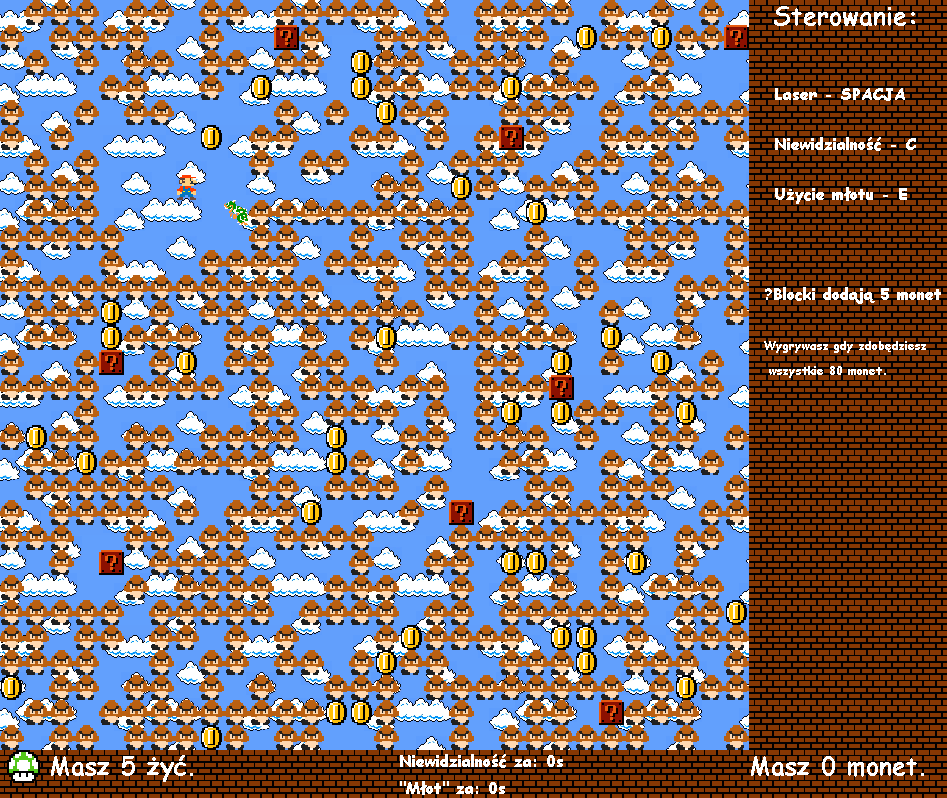 Sterowanie:
Laser - SPACJA
Niewidzialność - C
Użycie młotu - E
?Blocki dodają 5 monet
Wygrywasz gdy zdobędziesz
wszystkie 80 monet.
Masz 5 żyć.
Niewidzialność za: 0s
"Młot" za: 0s
Masz 0 monet.